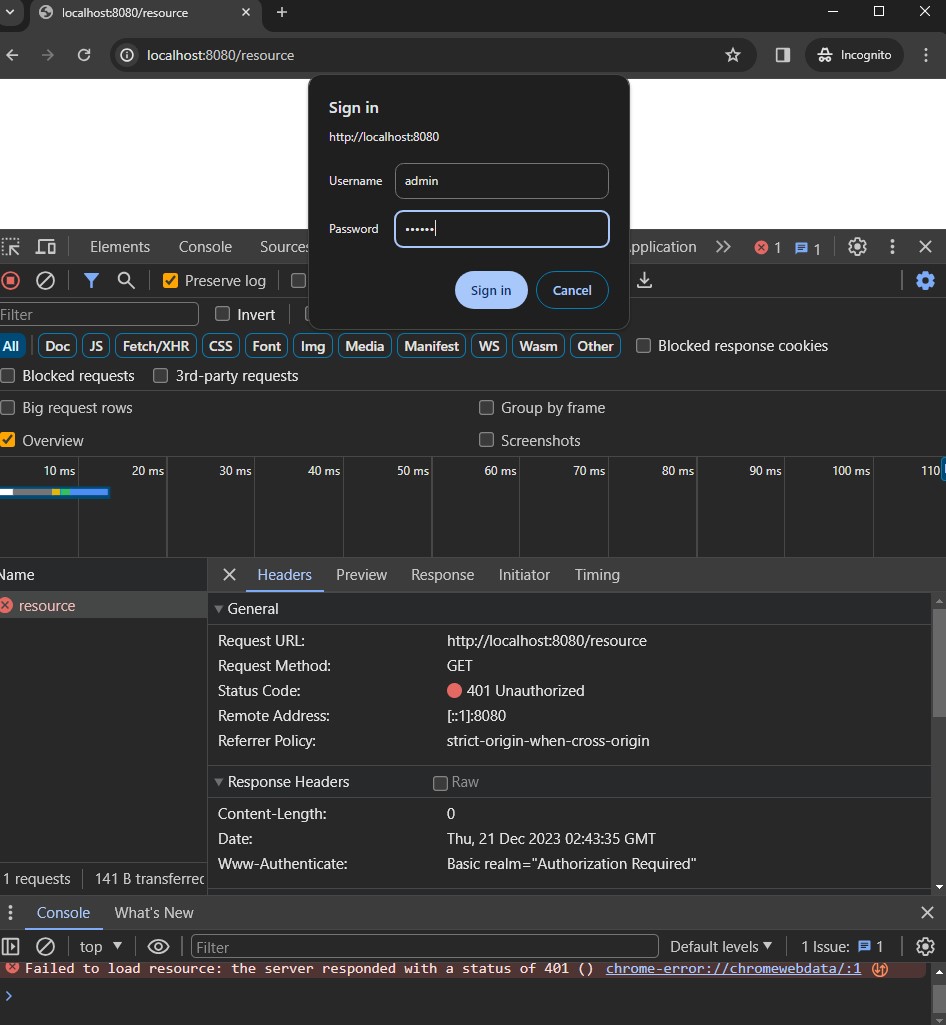 localhost:8080/resource
localhost:8080/resource Incognito
Sign in
http://localhost:8080
Username admin
Password ••••••
Sign in Cancel
Elements Console Sources pplication 1 1
Preserve log
Filter Invert
All Doc JS Fetch/XHR CSS Font Img Media Manifest WS Wasm Other Blocked response cookies
Blocked requests 3rd-party requests
Big request rows Group by frame
Overview Screenshots
10 ms 20 ms 30 ms 40 ms 50 ms 60 ms 70 ms 80 ms 90 ms 100 ms 110
Name Headers Preview Response Initiator Timing
resource
General
Request URL: http://localhost:8080/resource
Request Method: GET
Status Code: 401 Unauthorized
Remote Address: [::1]:8080
Referrer Policy: strict-origin-when-cross-origin
Response Headers Raw
Content-Length: 0
Date: Thu, 21 Dec 2023 02:43:35 GMT
Www-Authenticate: Basic realm="Authorization Required"
1 requests 141 B transferred
Console What's New
top Filter Default levels 1 Issue: 1
Failed to load resource: the server responded with a status of 401 () chrome-error://chromewebdata/:1